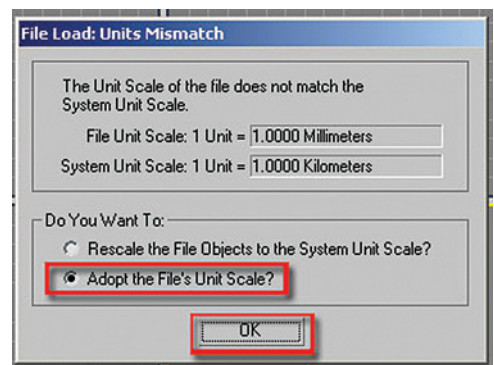 File Load: Units Mismatch
The Unit Scale of the file does not match the
System Unit Scale.
File Unit Scale: 1 Unit = 1.0000 Millimeters
System Unit Scale: 1 Unit = 1.0000 Kilometers
Do You Want To:
Rescale the File Objects to the System Unit Scale?
Adopt the File's Unit Scale?
OK